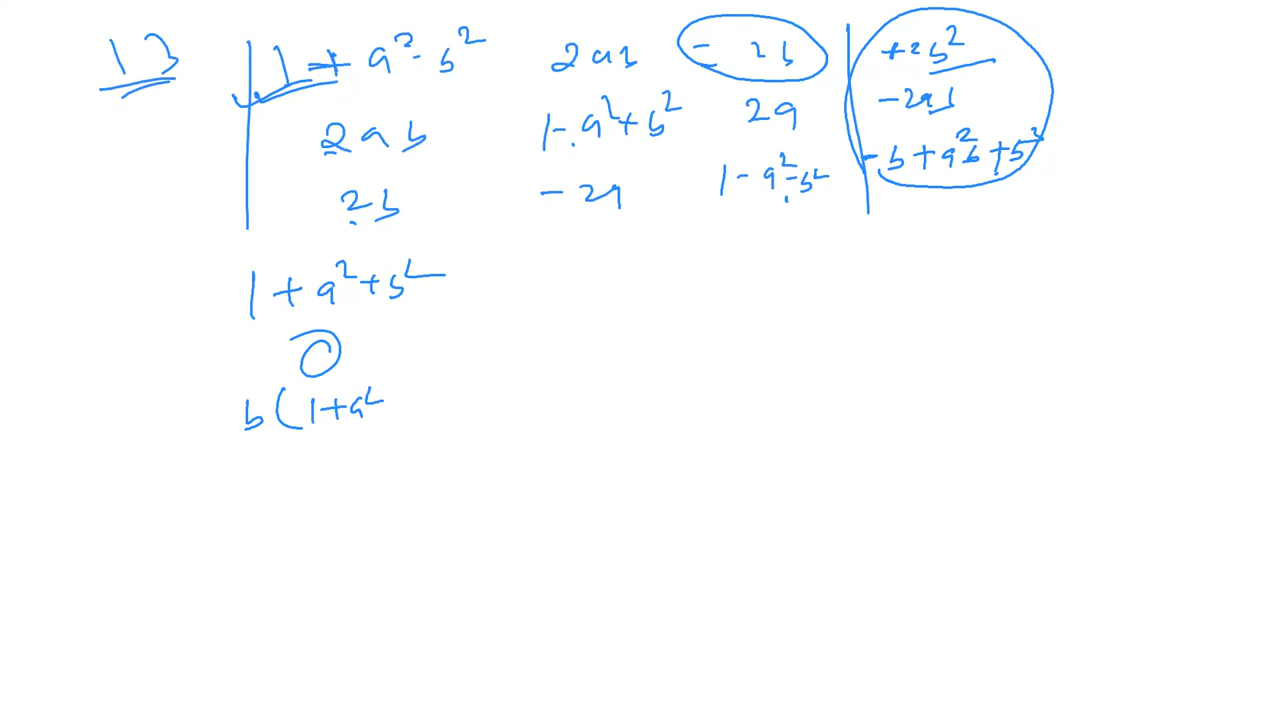 13 | 1 + a² - b² 2ab - 2b | + 2b²
2ab 1 - a² + b² 2a - 2ab
2b - 2a 1 - a² - b² - b + a²b + b³
1 + a² + b²
0
b(1 + a²